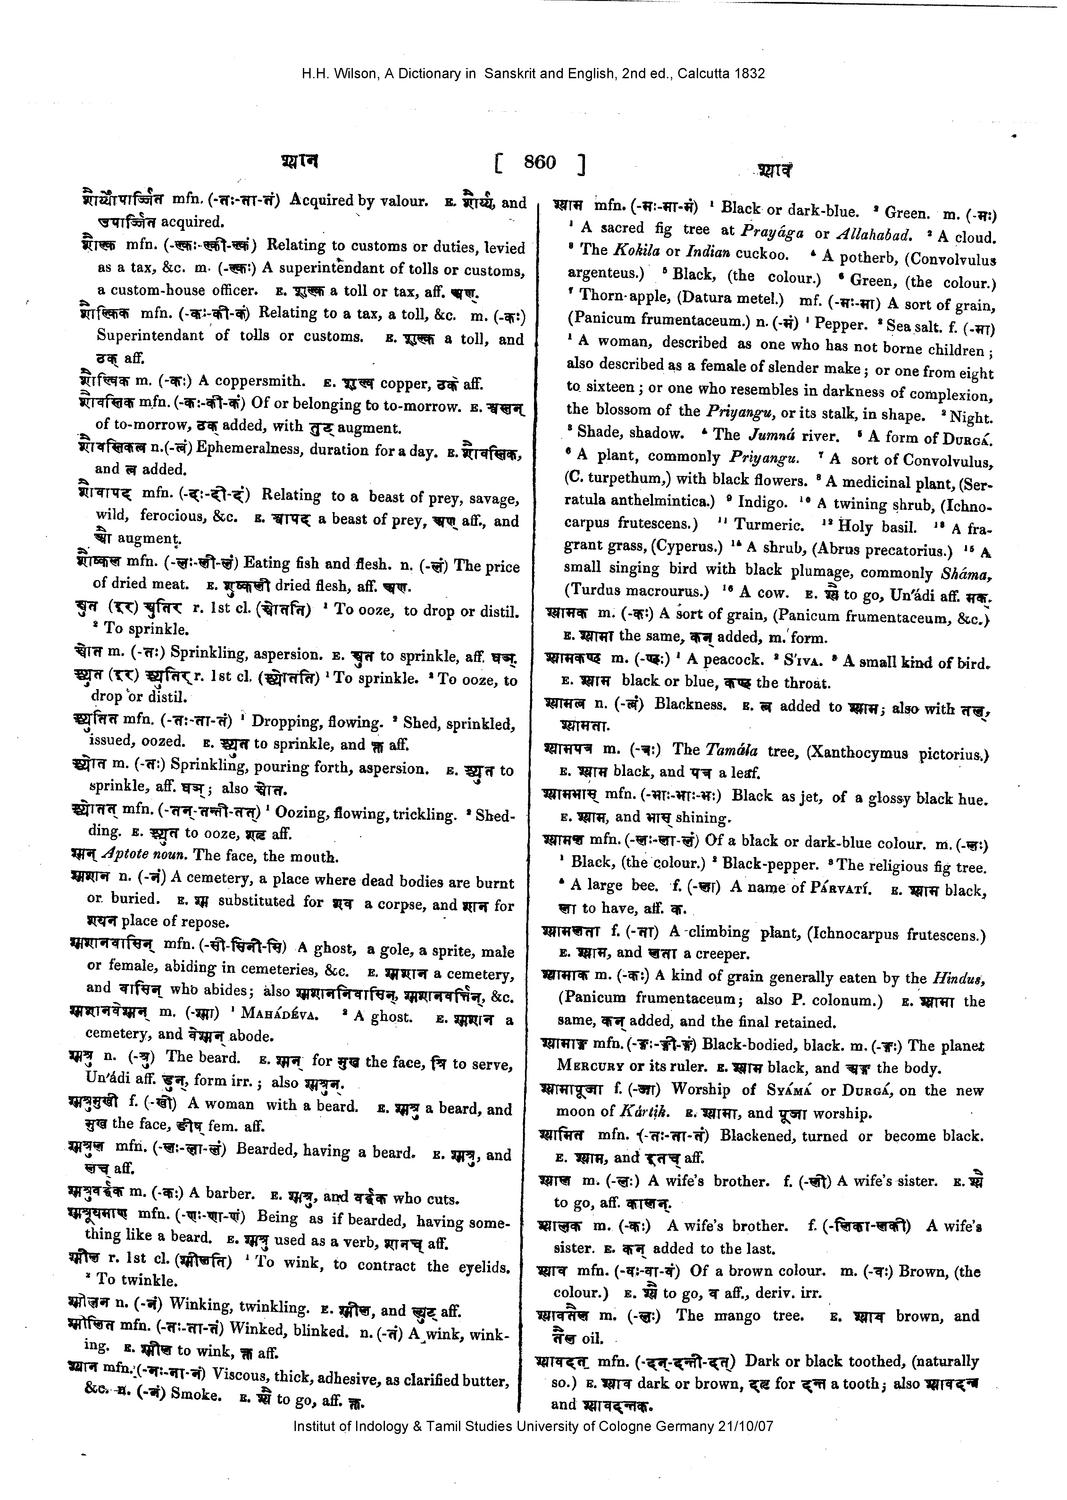 H.H. Wilson, A Dictionary in Sanskrit and English, 2nd ed., Calcutta 1832
श्यान [ 860 ] श्याव
शौर्य्योपार्ज्जित mfn. (-तः-ता-तं) Acquired by valour. E. शौर्य्य, and
उपार्ज्जित acquired.
शौल्क mfn. (-ल्कः-ल्की-ल्कं) Relating to customs or duties, levied
as a tax, &c. m. (-ल्कः) A superintendant of tolls or customs,
a custom-house officer. E. शुल्क a toll or tax, aff. अण्.
शौल्किक mfn. (-कः-की-कं) Relating to a tax, a toll, &c. m. (-कः)
Superintendant of tolls or customs. E. शुल्क a toll, and
ठक् aff.
शौल्विक m. (-कः) A coppersmith. E. शुल्व copper, ठक् aff.
शौवस्तिक mfn. (-कः-की-कं) Of or belonging to to-morrow. E. श्वस्तन्
of to-morrow, ठक् added, with तुट् augment.
शौवस्तिकत्व n. (-त्वं) Ephemeralness, duration for a day. E. शौवस्तिक,
and त्व added.
शौवापद mfn. (-दः-दी-दं) Relating to a beast of prey, savage,
wild, ferocious, &c. E. श्वापद a beast of prey, अण् aff., and
औ augment.
शौष्कल mfn. (-लः-ली-लं) Eating fish and flesh. n. (-लं) The price
of dried meat. E. शुष्कली dried flesh, aff. अण्.
श्चुत (इर) श्चुतिर r. 1st cl. (श्चोतति) ¹ To ooze, to drop or distil.
² To sprinkle.
श्चोत m. (-तः) Sprinkling, aspersion. E. श्चुत to sprinkle, aff. घञ्.
श्च्युत (इर) श्च्युतिर् r. 1st cl. (श्च्योतति) ¹ To sprinkle. ² To ooze, to
drop or distil.
श्च्युतित mfn. (-तः-ता-तं) ¹ Dropping, flowing. ² Shed, sprinkled,
issued, oozed. E. श्च्युत to sprinkle, and क्त aff.
श्च्योत m. (-तः) Sprinkling, pouring forth, aspersion. E. श्च्युत to
sprinkle, aff. घञ्; also श्चोत.
श्च्योतत् mfn. (-तन्-तन्ती-तत्) ¹ Oozing, flowing, trickling. ² Shed-
ding. E. श्च्युत to ooze, शतृ aff.
श्मन् Aptote noun. The face, the mouth.
श्मशान n. (-नं) A cemetery, a place where dead bodies are burnt
or buried. E. श्म substituted for शव a corpse, and शान for
शयन place of repose.
श्मशानवासिन् mfn. (-सी-सिनी-सि) A ghost, a gole, a sprite, male
or female, abiding in cemeteries, &c. E. श्मशान a cemetery,
and वासिन् who abides; also श्मशाननिवासिन्, श्मशानवर्त्तिन्, &c.
श्मशानवेश्मन् m. (-श्मा) ¹ MAHÁDÉVA. ² A ghost. E. श्मशान a
cemetery, and वेश्मन् abode.
श्मश्रु n. (-श्रु) The beard. E. श्मन् for मुख the face, श्रि to serve,
Un'ádi aff. डुन्, form irr.; also श्मश्रुन्.
श्मश्रुमुखी f. (-खी) A woman with a beard. E. श्मश्रु a beard, and
मुख the face, ङीष् fem. aff.
श्मश्रुल mfn. (-लः-ला-लं) Bearded, having a beard. E. श्मश्रु, and
लच् aff.
श्मश्रुवर्द्धक m. (-कः) A barber. E. श्मश्रु, and वर्द्धक who cuts.
श्मश्रूयमाण mfn. (-णः-णा-णं) Being as if bearded, having some-
thing like a beard. E. श्मश्रु used as a verb, शानच् aff.
श्मील r. 1st cl. (श्मीलति) ¹ To wink, to contract the eyelids.
² To twinkle.
श्मीलन n. (-नं) Winking, twinkling. E. श्मील, and ल्युट् aff.
श्मीलित mfn. (-तः-ता-तं) Winked, blinked. n. (-तं) A wink, wink-
ing. E. श्मील to wink, क्त aff.
श्यान mfn. (-नः-ना-नं) Viscous, thick, adhesive, as clarified butter,
&c. n. (-नं) Smoke. E. श्यै to go, aff. क्त.
श्याम mfn. (-मः-मा-मं) ¹ Black or dark-blue. ² Green. m. (-मः)
¹ A sacred fig tree at Prayága or Allahabad. ² A cloud.
³ The Kokila or Indian cuckoo. ⁴ A potherb, (Convolvulus
argenteus.) ⁵ Black, (the colour.) ⁶ Green, (the colour.)
⁷ Thorn-apple, (Datura metel.) mf. (-मः-मा) A sort of grain,
(Panicum frumentaceum.) n. (-मं) ¹ Pepper. ² Sea salt. f. (-मा)
¹ A woman, described as one who has not borne children;
also described as a female of slender make; or one from eight
to sixteen; or one who resembles in darkness of complexion,
the blossom of the Priyangu, or its stalk, in shape. ² Night.
³ Shade, shadow. ⁴ The Jumná river. ⁵ A form of DURGÁ.
⁶ A plant, commonly Priyangu. ⁷ A sort of Convolvulus,
(C. turpethum,) with black flowers. ⁸ A medicinal plant, (Ser-
ratula anthelmintica.) ⁹ Indigo. ¹⁰ A twining shrub, (Ichno-
carpus frutescens.) ¹¹ Turmeric. ¹² Holy basil. ¹³ A fra-
grant grass, (Cyperus.) ¹⁴ A shrub, (Abrus precatorius.) ¹⁵ A
small singing bird with black plumage, commonly Sháma,
(Turdus macrourus.) ¹⁶ A cow. E. श्यै to go, Un'ádi aff. मक्.
श्यामक m. (-कः) A sort of grain, (Panicum frumentaceum, &c.)
E. श्यामा the same, कन् added, m. form.
श्यामकण्ठ m. (-ण्ठः) ¹ A peacock. ² S'IVA. ³ A small kind of bird.
E. श्याम black or blue, कण्ठ the throat.
श्यामत्व n. (-त्वं) Blackness. E. त्व added to श्याम; also with तल्,
श्यामता.
श्यामपत्र m. (-त्रः) The Tamála tree, (Xanthocymus pictorius.)
E. श्याम black, and पत्र a leaf.
श्यामभास् mfn. (-भाः-भाः-भः) Black as jet, of a glossy black hue.
E. श्याम, and भास् shining.
श्यामल mfn. (-लः-ला-लं) Of a black or dark-blue colour. m. (-लः)
¹ Black, (the colour.) ² Black-pepper. ³ The religious fig tree.
⁴ A large bee. f. (-ला) A name of PÁRVATÍ. E. श्याम black,
ला to have, aff. क.
श्यामलता f. (-ता) A climbing plant, (Ichnocarpus frutescens.)
E. श्याम, and लता a creeper.
श्यामाक m. (-कः) A kind of grain generally eaten by the Hindus,
(Panicum frumentaceum; also P. colonum.) E. श्यामा the
same, कन् added, and the final retained.
श्यामाङ्ग mfn. (-ङ्गः-ङ्गी-ङ्गं) Black-bodied, black. m. (-ङ्गः) The planet
MERCURY or its ruler. E. श्याम black, and अङ्ग the body.
श्यामापूजा f. (-जा) Worship of SYÁMÁ or DURGÁ, on the new
moon of Kártik. E. श्यामा, and पूजा worship.
श्यामित mfn. (-तः-ता-तं) Blackened, turned or become black.
E. श्याम, and इतच् aff.
श्याल m. (-लः) A wife's brother. f. (-ली) A wife's sister. E. श्यै
to go, aff. कालन्.
श्यालक m. (-कः) A wife's brother. f. (-लिका-लकी) A wife's
sister. E. कन् added to the last.
श्याव mfn. (-वः-वा-वं) Of a brown colour. m. (-वः) Brown, (the
colour.) E. श्यै to go, व aff., deriv. irr.
श्यावतैल m. (-लः) The mango tree. E. श्याव brown, and
तैल oil.
श्यावदत् mfn. (-दन्-दन्ती-दत्) Dark or black toothed, (naturally
so.) E. श्याव dark or brown, दतृ for दन्त a tooth; also श्यावदन्त
and श्यावदन्तक.
Institut of Indology & Tamil Studies University of Cologne Germany 21/10/07